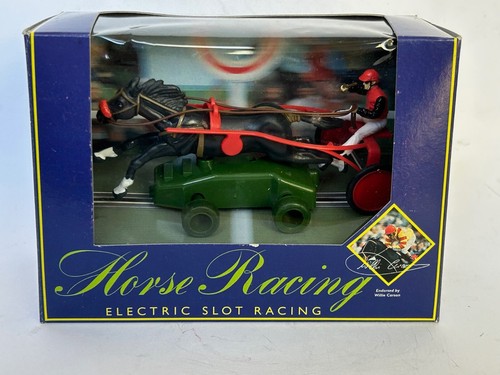 Horse Racing
ELECTRIC SLOT RACING
Endorsed by
Willie Carson